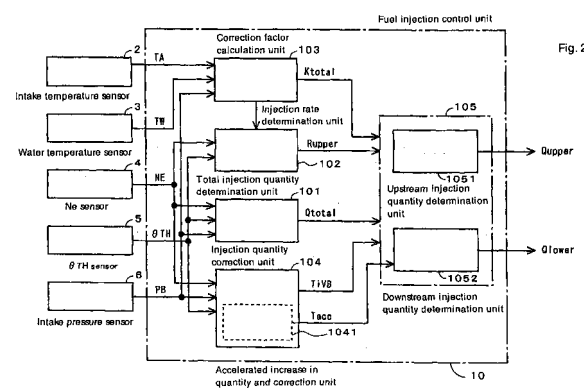 Fuel injection control unit
Fig. 2
Correction factor
calculation unit
103
2
TA
Ktotal
Intake temperature sensor
3
TW
Injection rate
determination unit
105
Water temperature sensor
Rupper
Qupper
4
102
1051
NE
Total injection quantity
determination unit
Upstream Injection
quantity determination
unit
101
Ne sensor
Qtotal
5
θTH
Injection quantity
correction unit
104
Qlower
θTH sensor
TiVB
1052
6
PB
Tacc
Downstream injection
quantity determination unit
1041
Intake pressure sensor
10
Accelerated increase in
quantity and correction unit